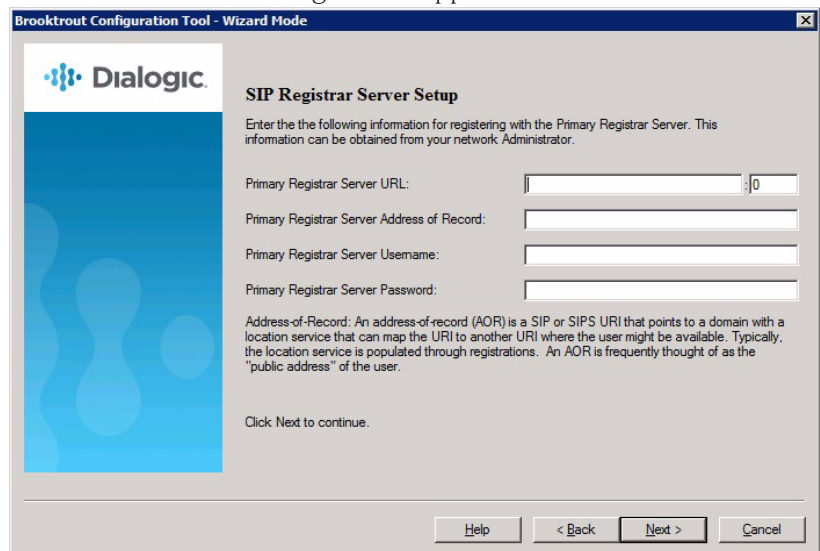 Brooktrout Configuration Tool - Wizard Mode
Dialogic.
SIP Registrar Server Setup
Enter the the following information for registering with the Primary Registrar Server. This
information can be obtained from your network Administrator.
Primary Registrar Server URL: : 0
Primary Registrar Server Address of Record:
Primary Registrar Server Username:
Primary Registrar Server Password:
Address-of-Record: An address-of-record (AOR) is a SIP or SIPS URI that points to a domain with a
location service that can map the URI to another URI where the user might be available. Typically,
the location service is populated through registrations. An AOR is frequently thought of as the
"public address" of the user.
Click Next to continue.
Help < Back Next > Cancel